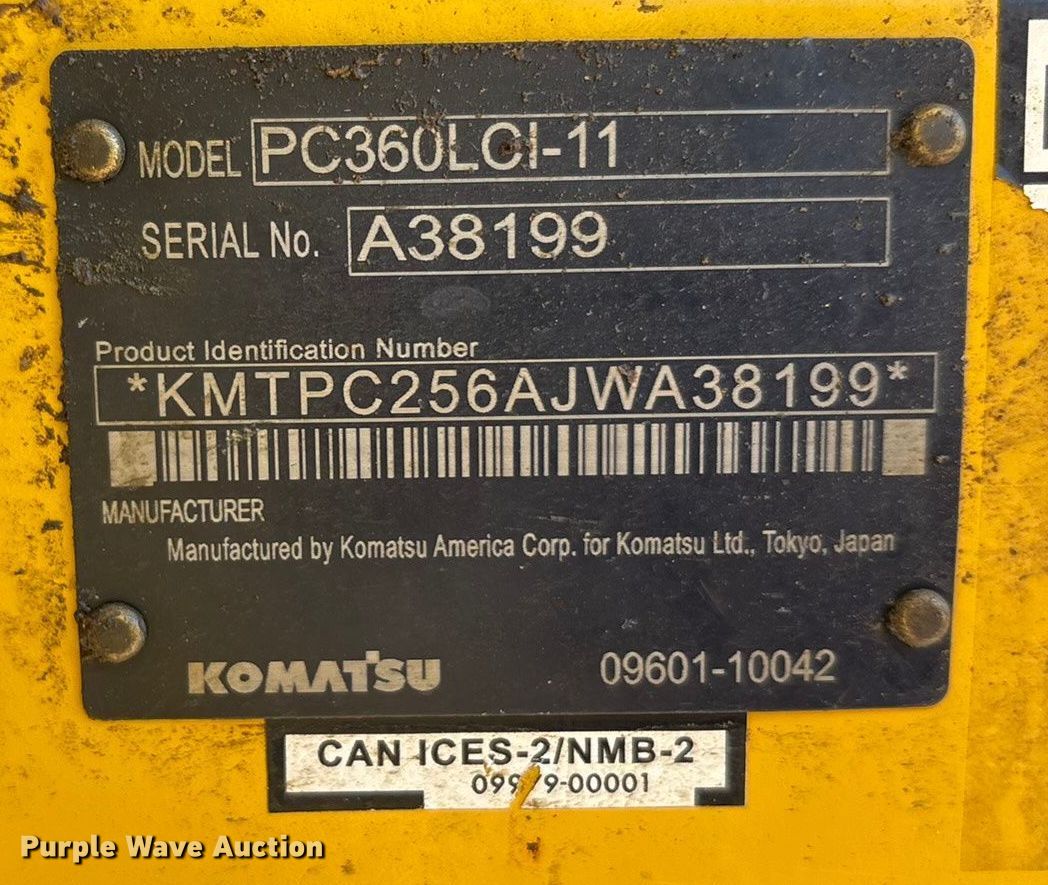 MODEL PC360LCI-11
SERIAL No. A38199
Product Identification Number
*KMTPC256AJWA38199*
MANUFACTURER
Manufactured by Komatsu America Corp. for Komatsu Ltd., Tokyo, Japan
KOMATSU 09601-10042
CAN ICES-2/NMB-2
Purple Wave Auction